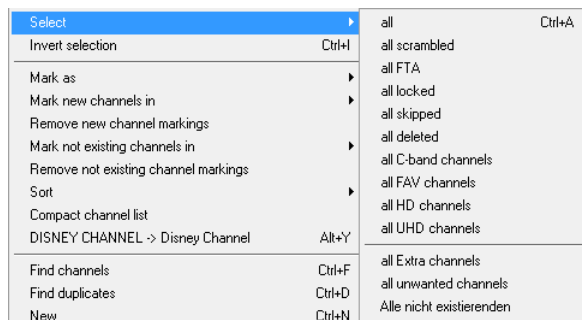 Select
Invert selection Ctrl+I
Mark as
Mark new channels in
Remove new channel markings
Mark not existing channels in
Remove not existing channel markings
Sort
Compact channel list
DISNEY CHANNEL -> Disney Channel Alt+Y
Find channels Ctrl+F
Find duplicates Ctrl+D
New Ctrl+N
all Ctrl+A
all scrambled
all FTA
all locked
all skipped
all deleted
all C-band channels
all FAV channels
all HD channels
all UHD channels
all Extra channels
all unwanted channels
Alle nicht existierenden